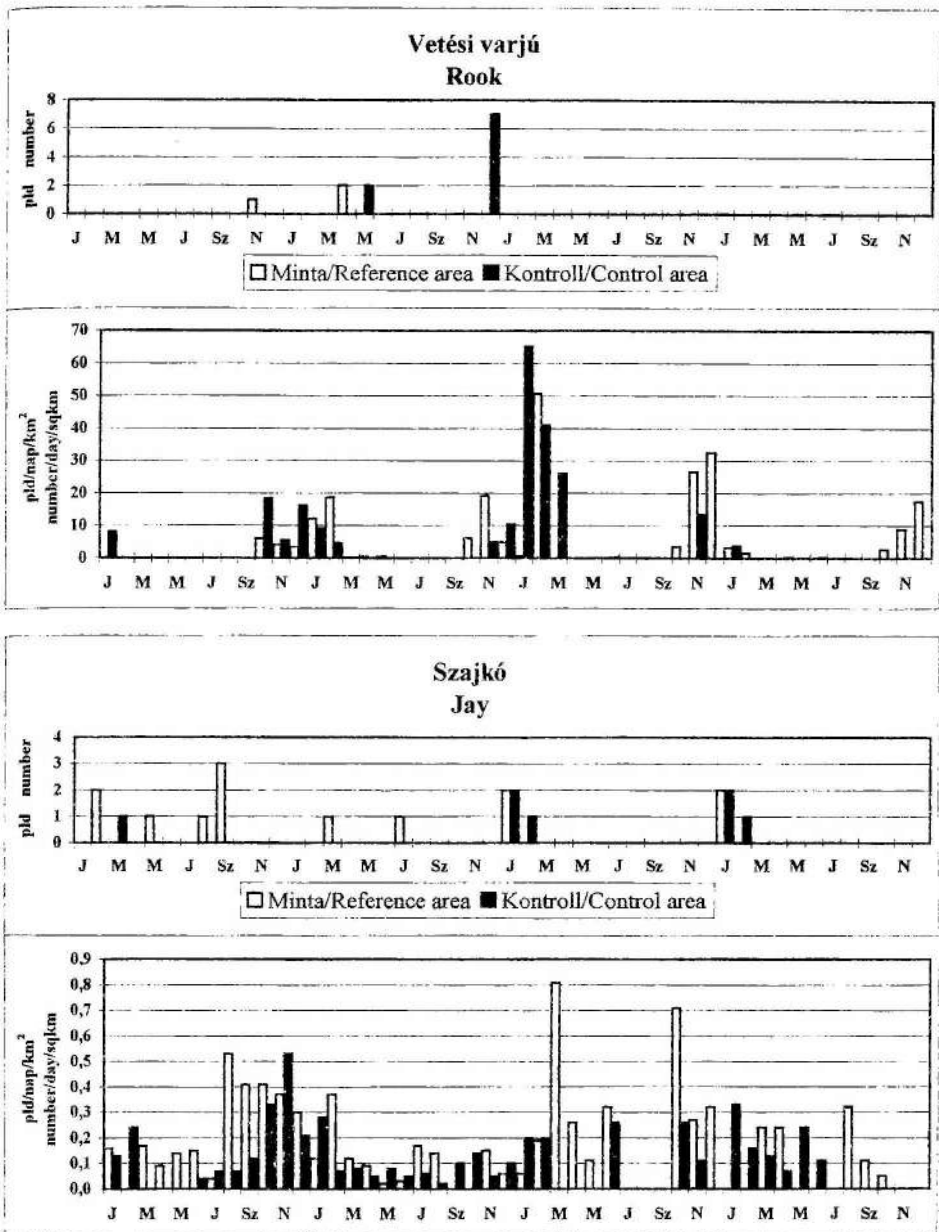 Vetési varjú
Rook
pld number
8
6
4
2
0
J M M J Sz N J M M J Sz N J M M J Sz N J M M J Sz N
Minta/Reference area Kontroll/Control area
pld/nap/km²
number/day/sqkm
70
60
50
40
30
20
10
0
J M M J Sz N J M M J Sz N J M M J Sz N J M M J Sz N
Szajkó
Jay
pld number
4
3
2
1
0
J M M J Sz N J M M J Sz N J M M J Sz N J M M J Sz N
Minta/Reference area Kontroll/Control area
pld/nap/km²
number/day/sqkm
0,9
0,8
0,7
0,6
0,5
0,4
0,3
0,2
0,1
0,0
J M M J Sz N J M M J Sz N J M M J Sz N J M M J Sz N